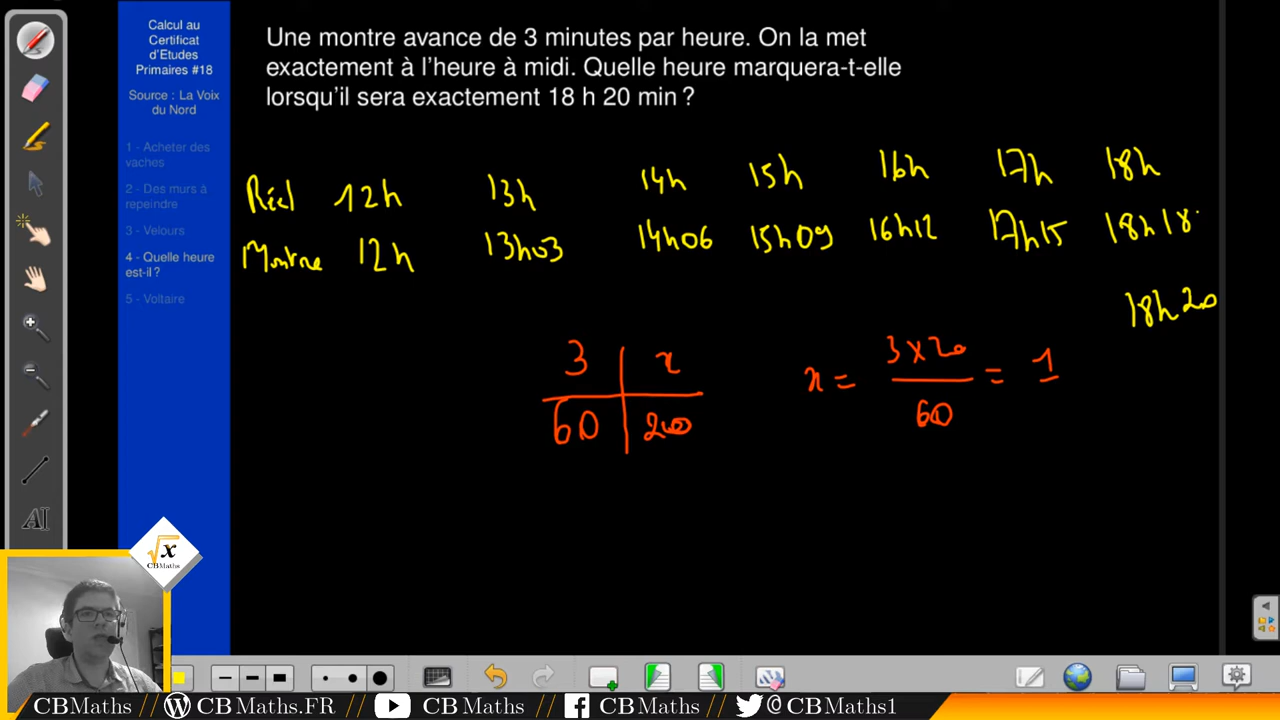 Calcul au
Certificat
d'Etudes
Primaires #18
Source : La Voix
du Nord
1 - Acheter des
vaches
2 - Des murs à
repeindre
3 - Velours
4 - Quelle heure
est-il ?
5 - Voltaire
Une montre avance de 3 minutes par heure. On la met
exactement à l'heure à midi. Quelle heure marquera-t-elle
lorsqu'il sera exactement 18 h 20 min ?
Réel 12h 13h 14h 15h 16h 17h 18h
Montre 12h 13h03 14h06 15h09 16h12 17h15 18h18
18h20
3 x
60 20
x = 3x20 / 60 = 1
AI
√x
CBMaths
CBMaths CBMaths.FR CBMaths CBMaths @CBMaths1